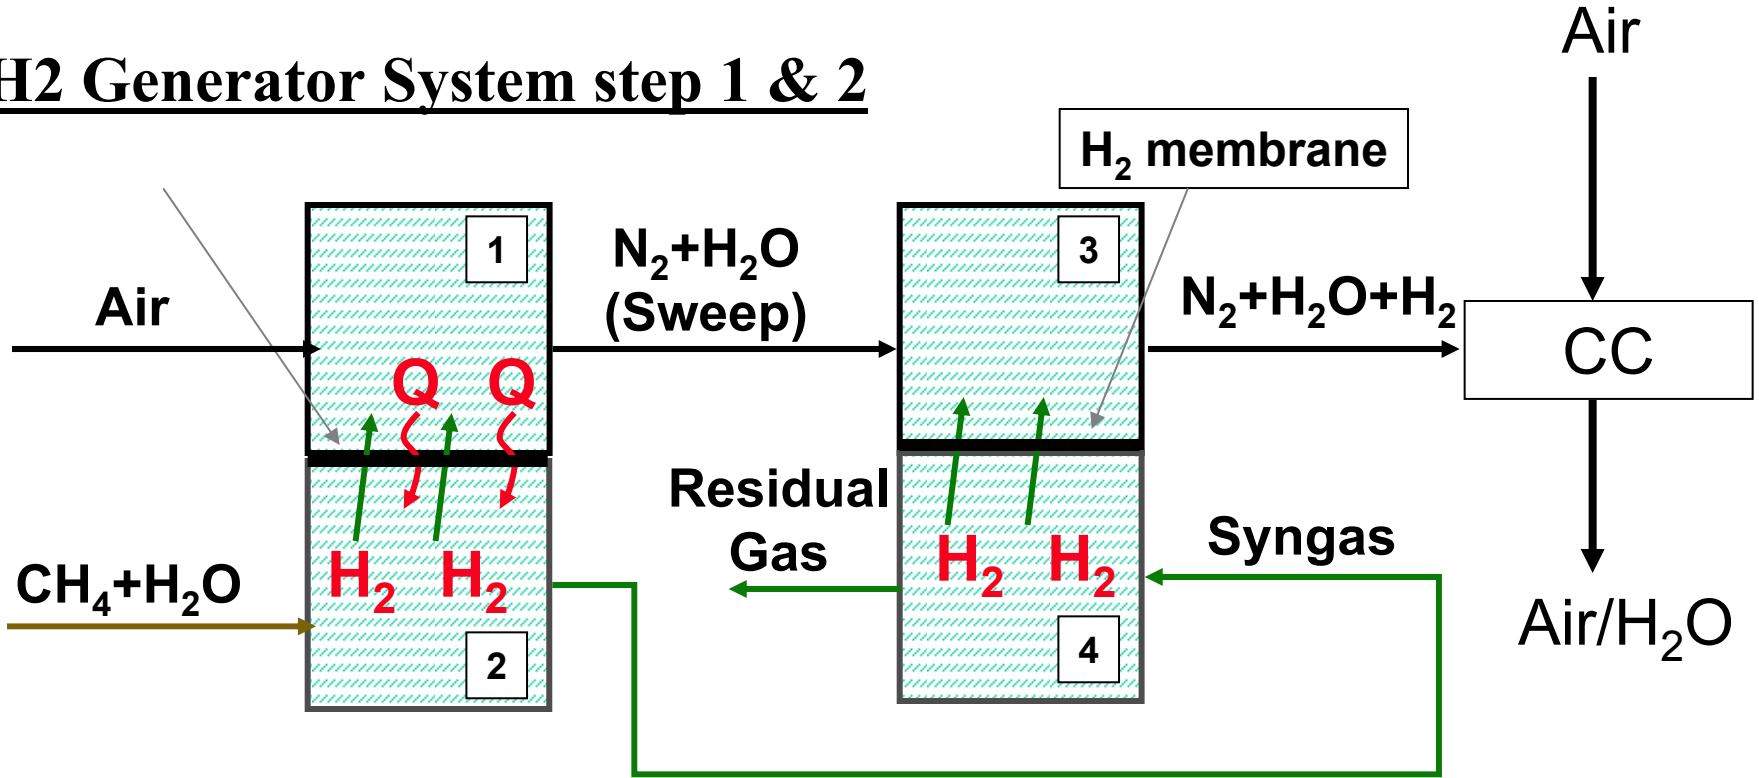 H2 Generator System step 1 & 2
Air
H₂ membrane
1
3
N₂+H₂O
(Sweep)
Air
N₂+H₂O+H₂
CC
Q Q
Residual
Gas
Syngas
H₂ H₂
H₂ H₂
CH₄+H₂O
Air/H₂O
2
4